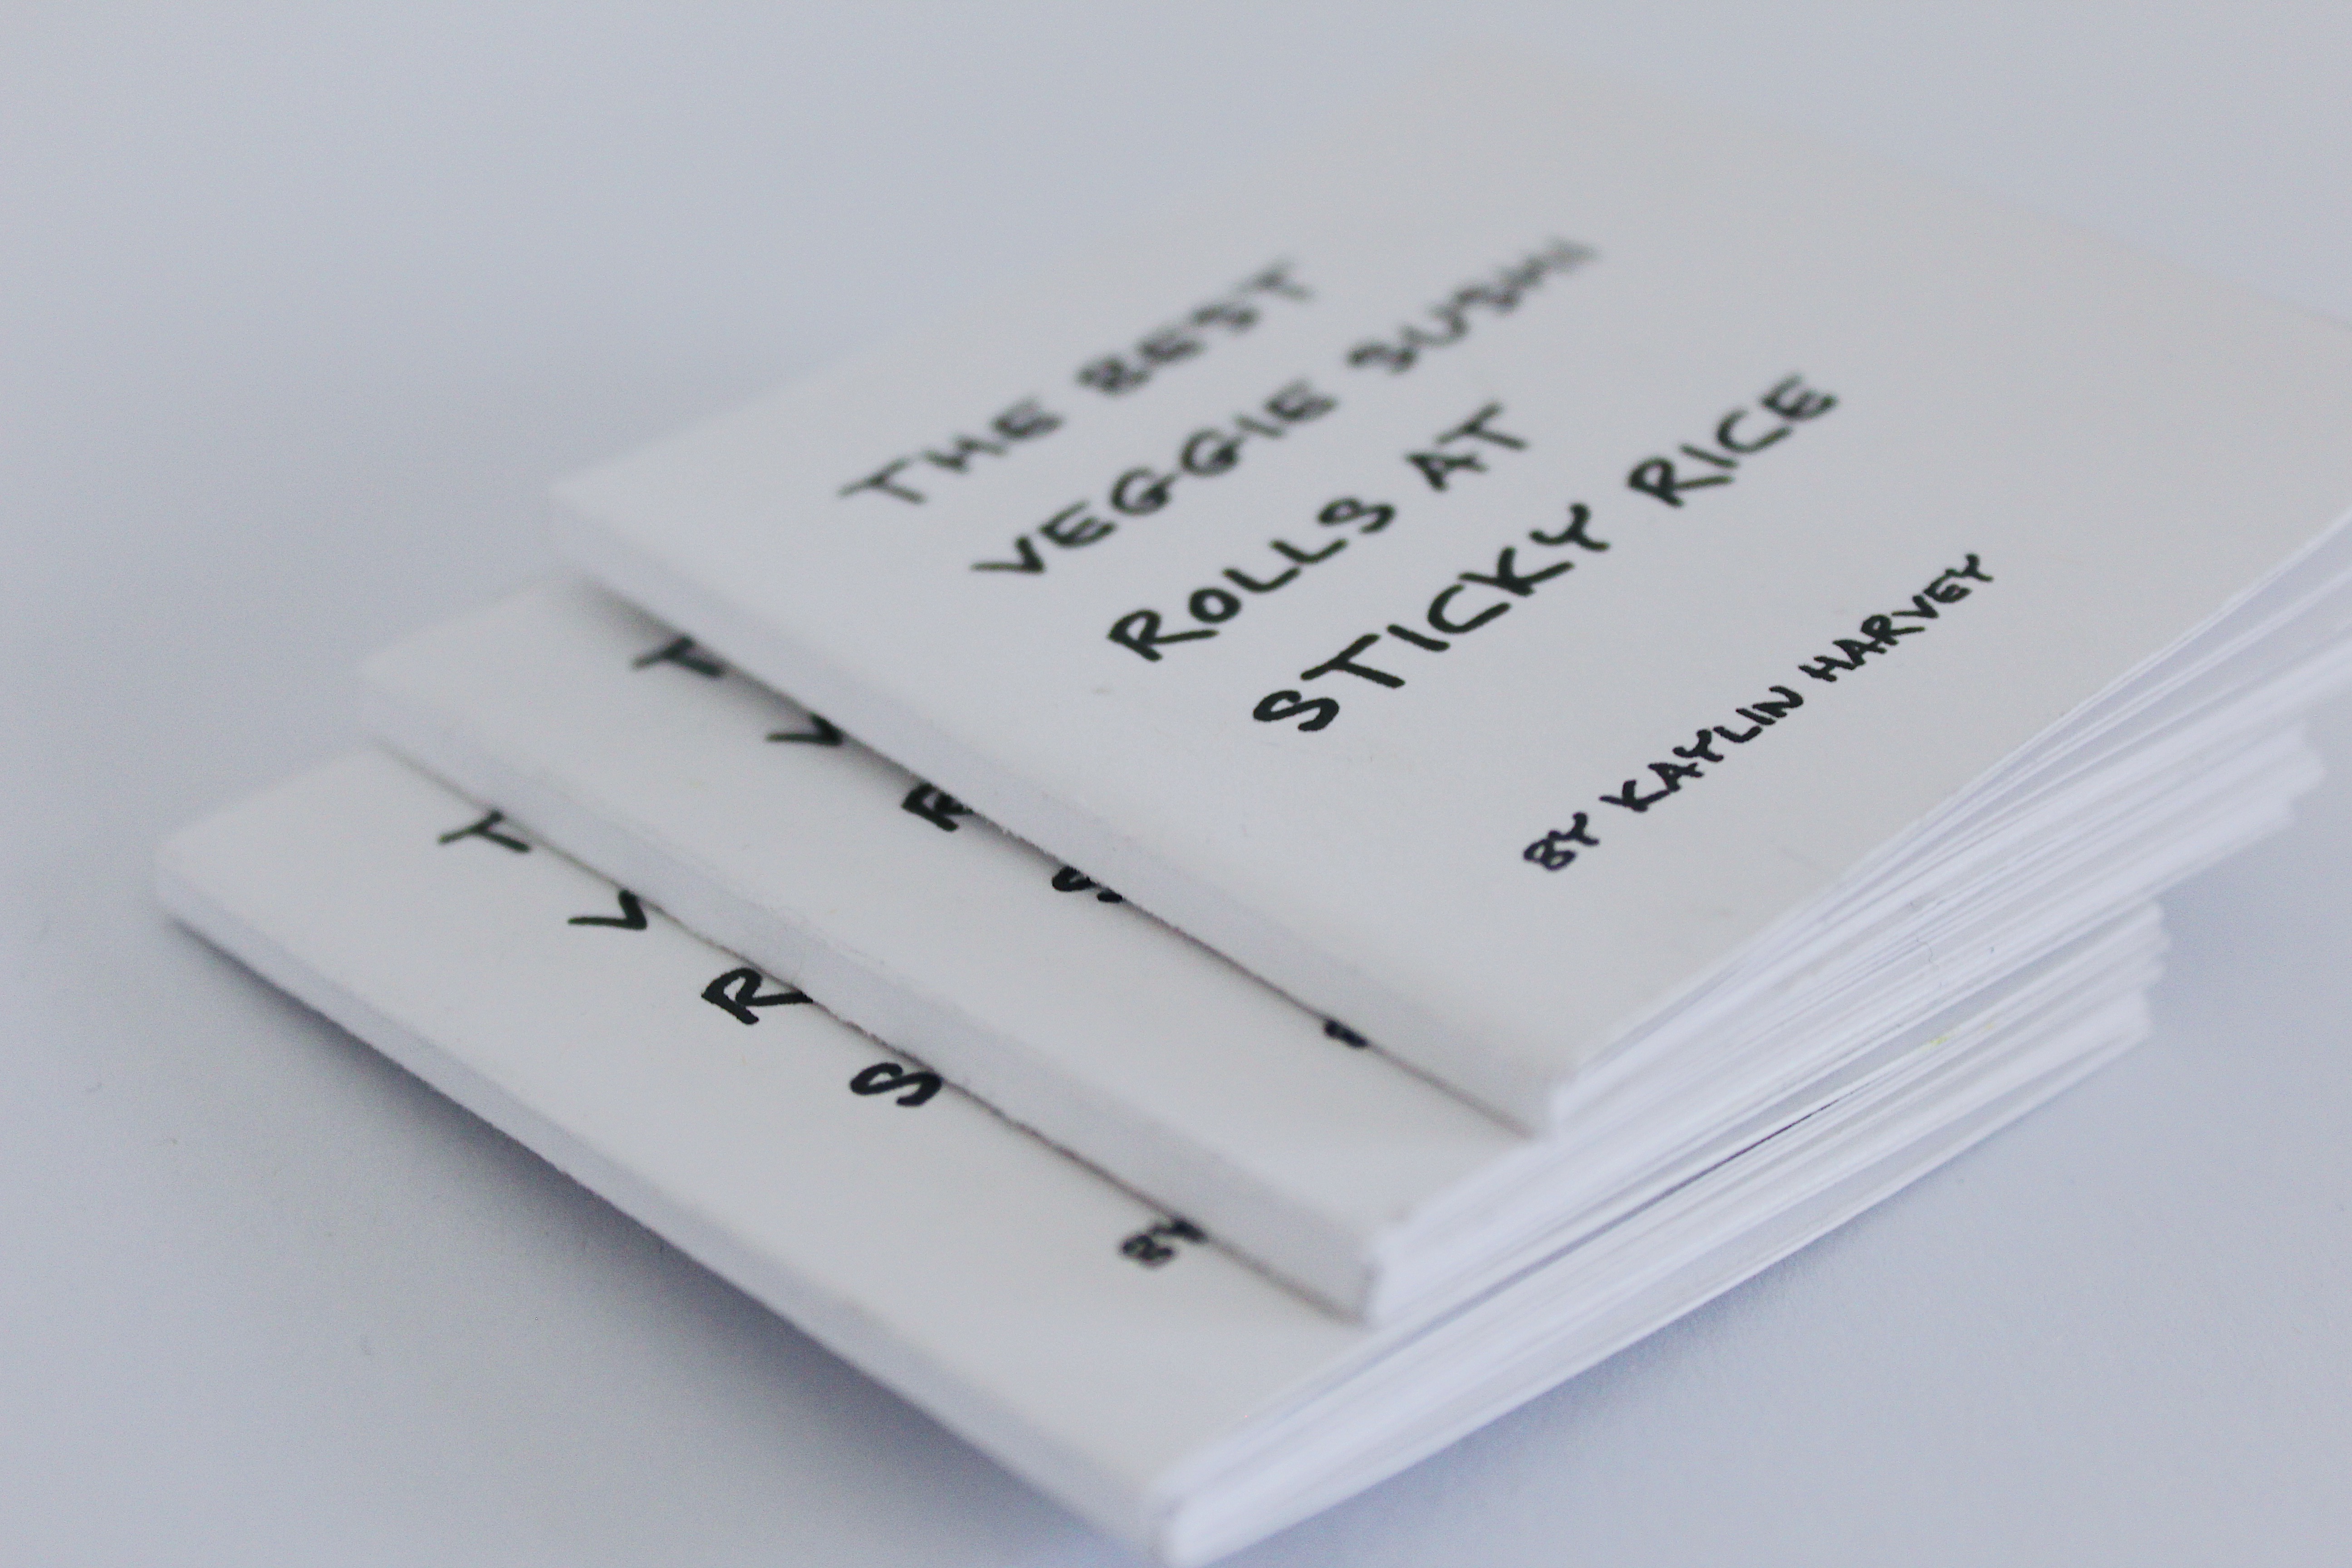 THE BEST
VEGGIE SUSHI
ROLLS AT
STICKY RICE
BY KAYLIN HARVEY
T
V
R
S
B
T
V
R
S
BY